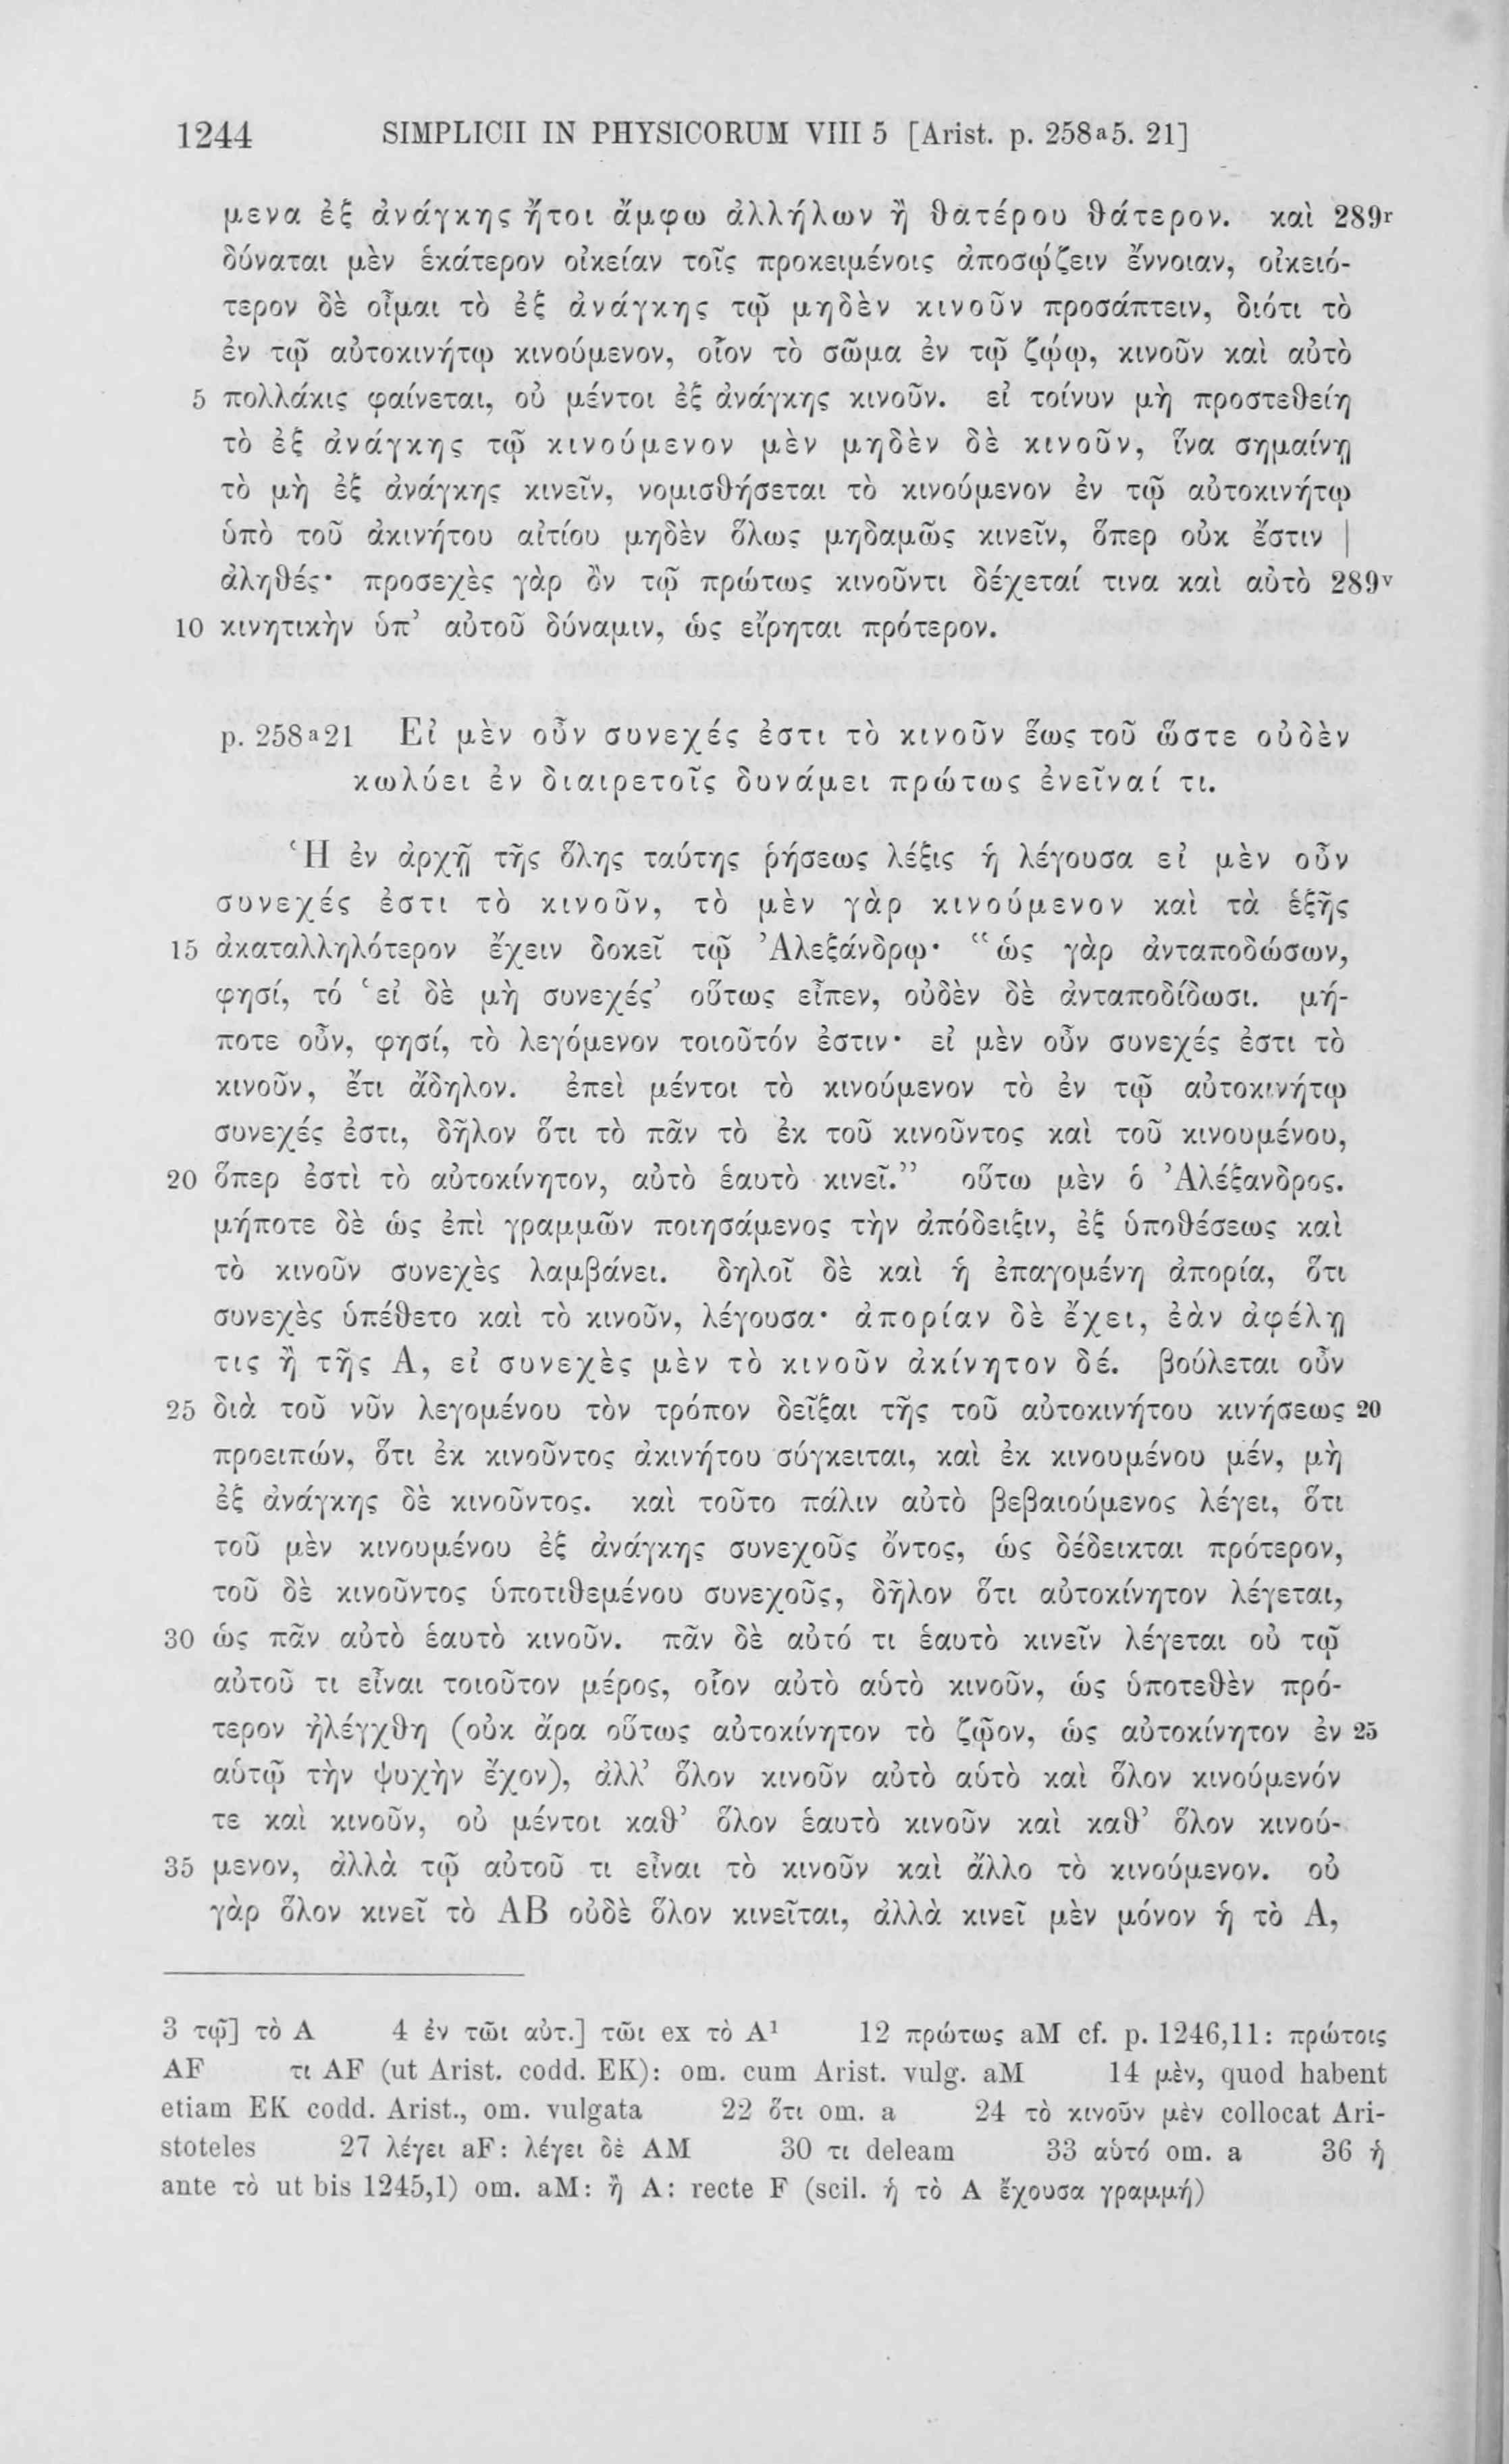 1244 SIMPLICII IN PHYSICORUM VIII 5 [Arist. p. 258a5. 21]
μενα ἐξ ἀνάγκης ἤτοι ἄμφω ἀλλήλων ἢ θατέρου θάτερον. καὶ 289r
δύναται μὲν ἑκάτερον οἰκείαν τοῖς προκειμένοις ἀποσῴζειν ἔννοιαν, οἰκειό-
τερον δὲ οἶμαι τὸ ἐξ ἀνάγκης τῷ μηδὲν κινοῦν προσάπτειν, διότι τὸ
ἐν τῷ αὐτοκινήτῳ κινούμενον, οἷον τὸ σῶμα ἐν τῷ ζῴῳ, κινοῦν καὶ αὐτὸ
5 πολλάκις φαίνεται, οὐ μέντοι ἐξ ἀνάγκης κινοῦν. εἰ τοίνυν μὴ προστεθείη
τὸ ἐξ ἀνάγκης τῷ κινούμενον μὲν μηδὲν δὲ κινοῦν, ἵνα σημαίνῃ
τὸ μὴ ἐξ ἀνάγκης κινεῖν, νομισθήσεται τὸ κινούμενον ἐν τῷ αὐτοκινήτῳ
ὑπὸ τοῦ ἀκινήτου αἰτίου μηδὲν ὅλως μηδαμῶς κινεῖν, ὅπερ οὐκ ἔστιν |
ἀληθές· προσεχὲς γὰρ ὂν τῷ πρώτως κινοῦντι δέχεταί τινα καὶ αὐτὸ 289v
10 κινητικὴν ὑπ’ αὐτοῦ δύναμιν, ὡς εἴρηται πρότερον.
p. 258a21 Εἰ μὲν οὖν συνεχές ἐστι τὸ κινοῦν ἕως τοῦ ὥστε οὐδὲν
κωλύει ἐν διαιρετοῖς δυνάμει πρώτως ἐνεῖναί τι.
Ἡ ἐν ἀρχῇ τῆς ὅλης ταύτης ῥήσεως λέξις ἡ λέγουσα εἰ μὲν οὖν
συνεχές ἐστι τὸ κινοῦν, τὸ μὲν γὰρ κινούμενον καὶ τὰ ἑξῆς
15 ἀκαταλληλότερον ἔχειν δοκεῖ τῷ Ἀλεξάνδρῳ· “ὡς γὰρ ἀνταποδώσων,
φησί, τό ‘εἰ δὲ μὴ συνεχές’ οὕτως εἶπεν, οὐδὲν δὲ ἀνταποδίδωσι. μή-
ποτε οὖν, φησί, τὸ λεγόμενον τοιοῦτόν ἐστιν· εἰ μὲν οὖν συνεχές ἐστι τὸ
κινοῦν, ἔτι ἄδηλον. ἐπεὶ μέντοι τὸ κινούμενον τὸ ἐν τῷ αὐτοκινήτῳ
συνεχές ἐστι, δῆλον ὅτι τὸ πᾶν τὸ ἐκ τοῦ κινοῦντος καὶ τοῦ κινουμένου,
20 ὅπερ ἐστὶ τὸ αὐτοκίνητον, αὐτὸ ἑαυτὸ κινεῖ.” οὕτω μὲν ὁ Ἀλέξανδρος.
μήποτε δὲ ὡς ἐπὶ γραμμῶν ποιησάμενος τὴν ἀπόδειξιν, ἐξ ὑποθέσεως καὶ
τὸ κινοῦν συνεχὲς λαμβάνει. δηλοῖ δὲ καὶ ἡ ἐπαγομένη ἀπορία, ὅτι
συνεχὲς ὑπέθετο καὶ τὸ κινοῦν, λέγουσα· ἀπορίαν δὲ ἔχει, ἐὰν ἀφέλῃ
τις ἢ τῆς Α, εἰ συνεχὲς μὲν τὸ κινοῦν ἀκίνητον δέ. βούλεται οὖν
25 διὰ τοῦ νῦν λεγομένου τὸν τρόπον δεῖξαι τῆς τοῦ αὐτοκινήτου κινήσεως 20
προειπών, ὅτι ἐκ κινοῦντος ἀκινήτου σύγκειται, καὶ ἐκ κινουμένου μέν, μὴ
ἐξ ἀνάγκης δὲ κινοῦντος. καὶ τοῦτο πάλιν αὐτὸ βεβαιούμενος λέγει, ὅτι
τοῦ μὲν κινουμένου ἐξ ἀνάγκης συνεχοῦς ὄντος, ὡς δέδεικται πρότερον,
τοῦ δὲ κινοῦντος ὑποτιθεμένου συνεχοῦς, δῆλον ὅτι αὐτοκίνητον λέγεται,
30 ὡς πᾶν αὐτὸ ἑαυτὸ κινοῦν. πᾶν δὲ αὐτό τι ἑαυτὸ κινεῖν λέγεται οὐ τῷ
αὐτοῦ τι εἶναι τοιοῦτον μέρος, οἷον αὐτὸ αὑτὸ κινοῦν, ὡς ὑποτεθὲν πρό-
τερον ἠλέγχθη (οὐκ ἄρα οὕτως αὐτοκίνητον τὸ ζῷον, ὡς αὐτοκίνητον ἐν 25
αὑτῷ τὴν ψυχὴν ἔχον), ἀλλ’ ὅλον κινοῦν αὐτὸ αὑτὸ καὶ ὅλον κινούμενόν
τε καὶ κινοῦν, οὐ μέντοι καθ’ ὅλον ἑαυτὸ κινοῦν καὶ καθ’ ὅλον κινού-
35 μενον, ἀλλὰ τῷ αὐτοῦ τι εἶναι τὸ κινοῦν καὶ ἄλλο τὸ κινούμενον. οὐ
γὰρ ὅλον κινεῖ τὸ ΑΒ οὐδὲ ὅλον κινεῖται, ἀλλὰ κινεῖ μὲν μόνον ἡ τὸ Α,
3 τῷ] τὸ A 4 ἐν τῶι αὐτ.] τῶι ex τὸ A1 12 πρώτως aM cf. p. 1246,11: πρώτοις
AF τι AF (ut Arist. codd. EK): om. cum Arist. vulg. aM 14 μὲν, quod habent
etiam EK codd. Arist., om. vulgata 22 ὅτι om. a 24 τὸ κινοῦν μὲν collocat Ari-
stoteles 27 λέγει aF: λέγει δὲ AM 30 τι deleam 33 αὑτό om. a 36 ἡ
ante τὸ ut bis 1245,1) om. aM: ἢ A: recte F (scil. ἡ τὸ A ἔχουσα γραμμή)